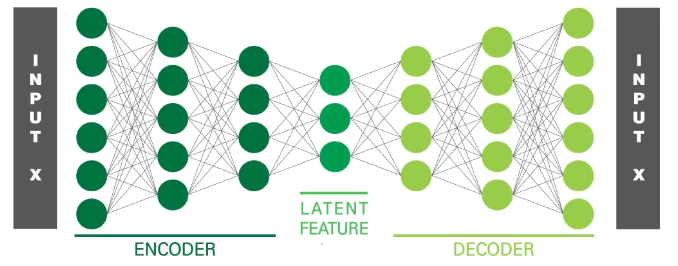 INPUT X
LATENT
FEATURE
ENCODER
DECODER
INPUT X